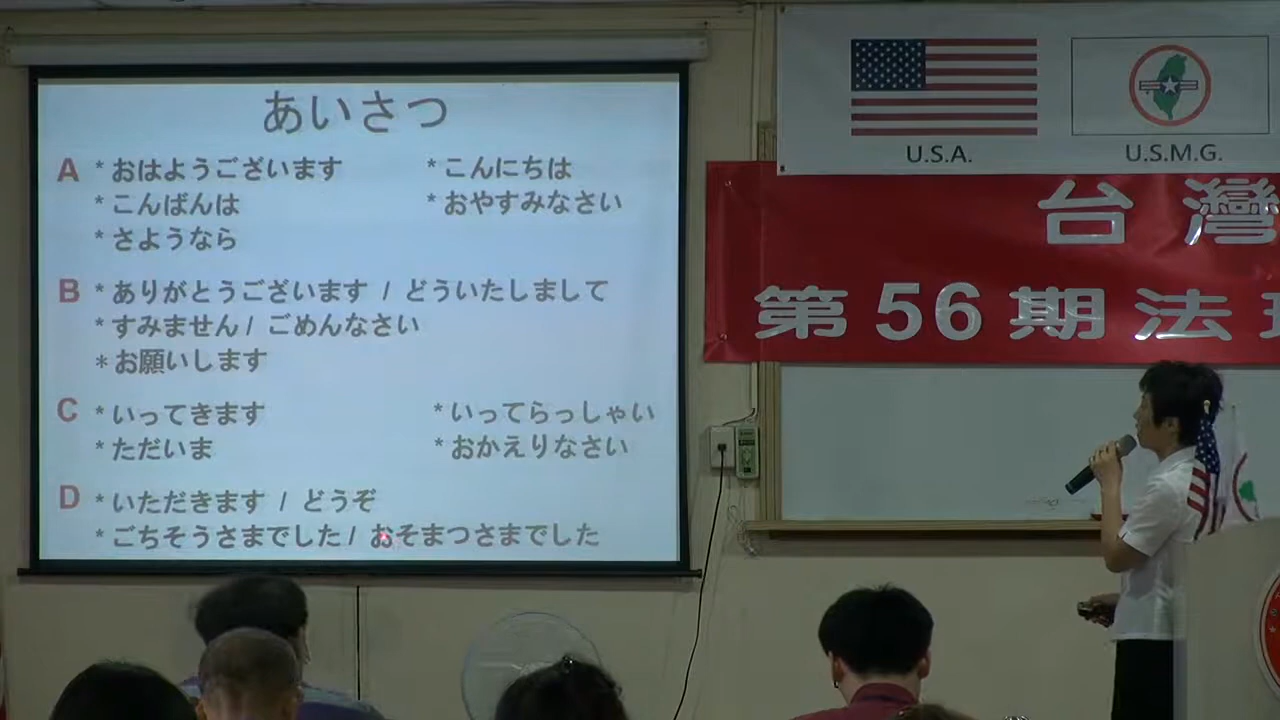 あいさつ
A *おはようございます *こんにちは
*こんばんは *おやすみなさい
*さようなら
B *ありがとうございます / どういたしまして
*すみません / ごめんなさい
*お願いします
C *いってきます *いってらっしゃい
*ただいま *おかえりなさい
D *いただきます / どうぞ
*ごちそうさまでした / おそまつさまでした
U.S.A. U.S.M.G.
台灣
第56期法